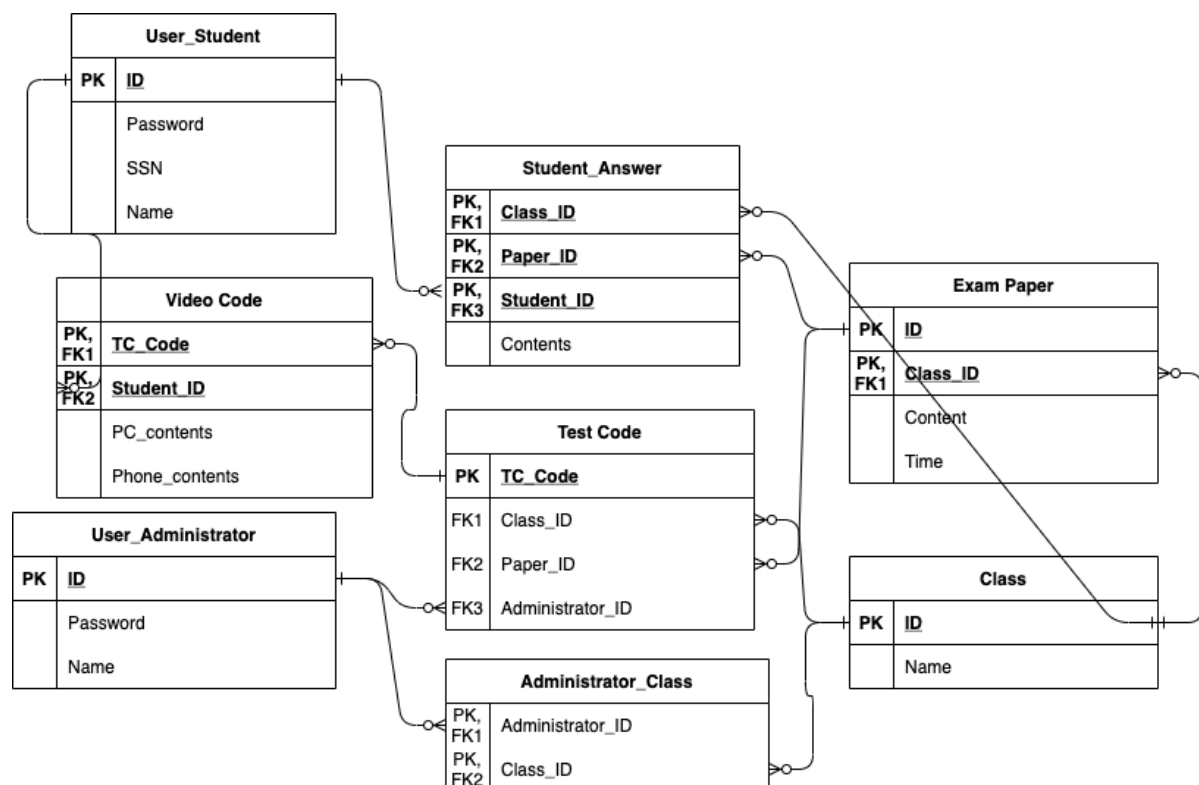 User_Student
PK ID
Password
SSN
Name
Student_Answer
PK, FK1 Class_ID
PK, FK2 Paper_ID
PK, FK3 Student_ID
Contents
Exam Paper
PK ID
PK, FK1 Class_ID
Content
Time
Video Code
PK, FK1 TC_Code
PK, FK2 Student_ID
PC_contents
Phone_contents
Test Code
PK TC_Code
FK1 Class_ID
FK2 Paper_ID
FK3 Administrator_ID
User_Administrator
PK ID
Password
Name
Class
PK ID
Name
Administrator_Class
PK, FK1 Administrator_ID
PK, FK2 Class_ID